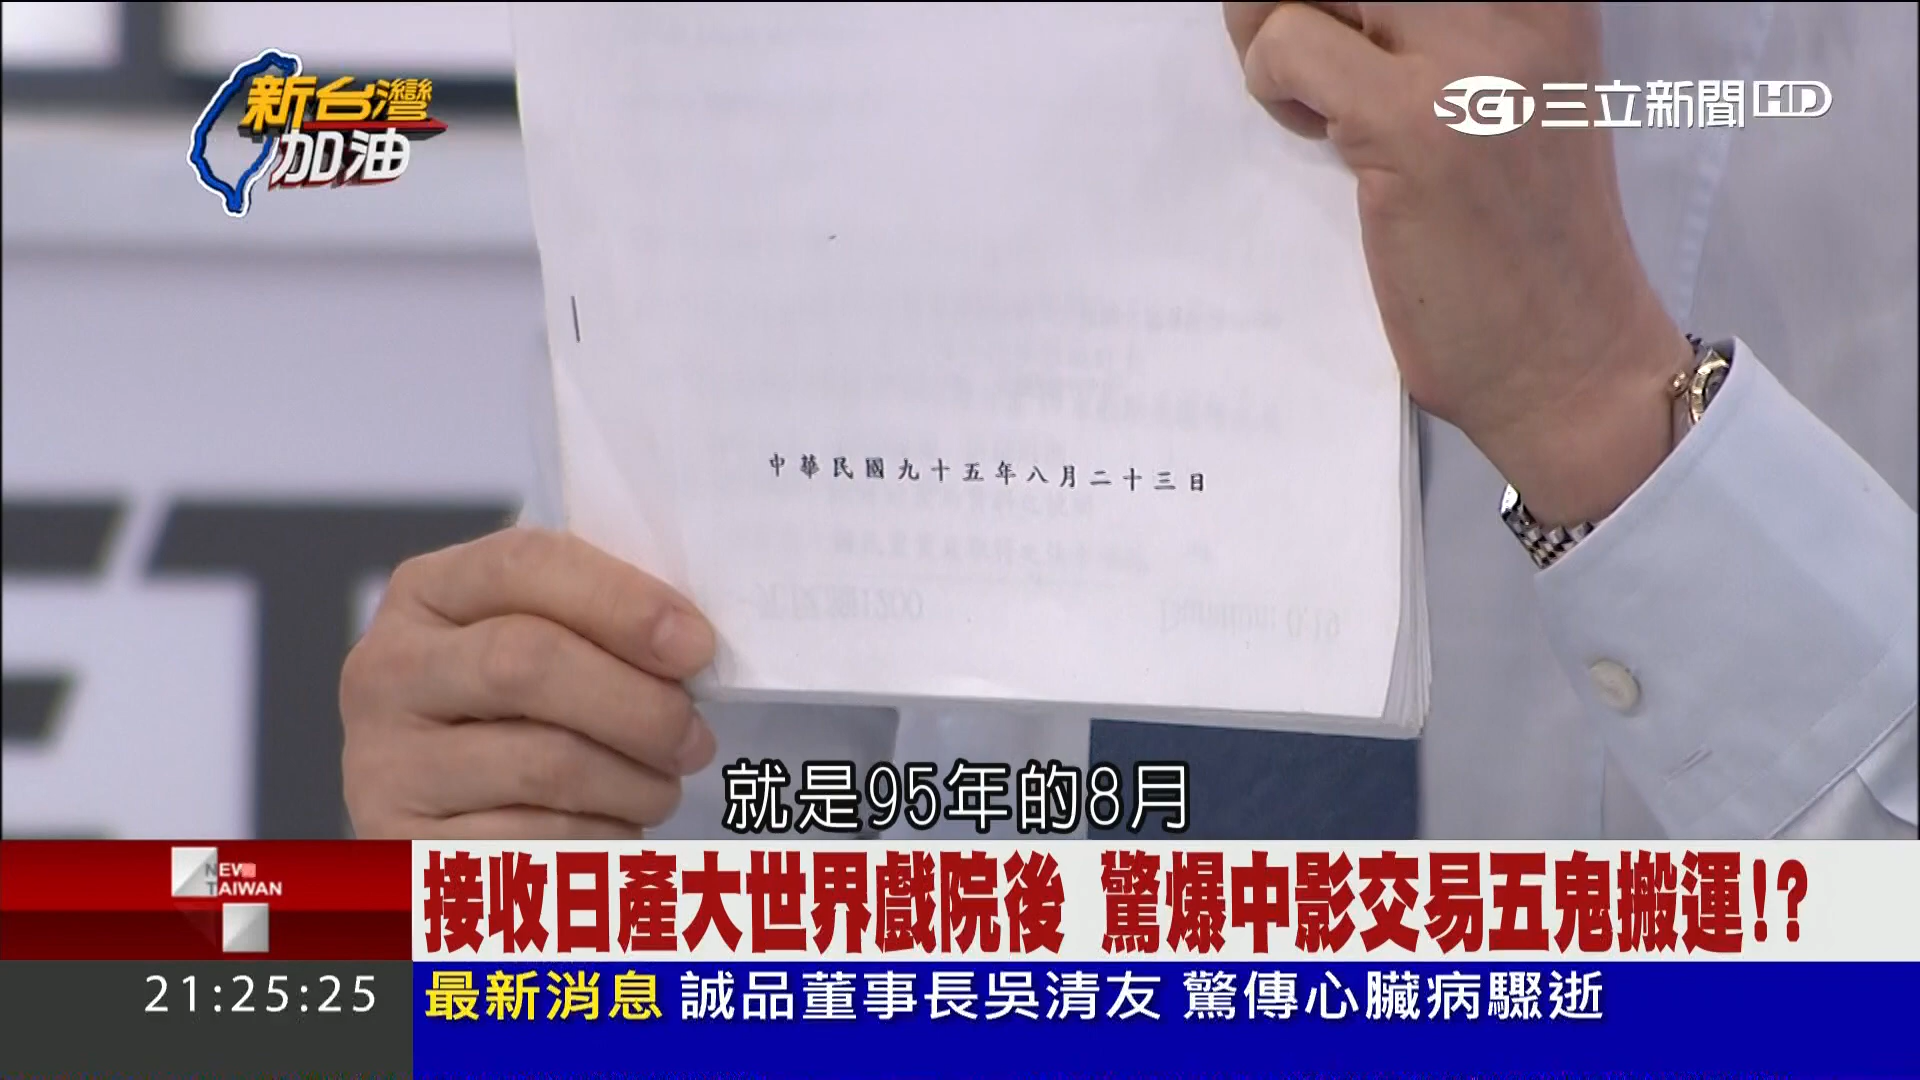 新台灣
加油
SET三立新聞HD
中華民國九十五年八月二十三日
就是95年的8月
NEW
TAIWAN
接收日產大世界戲院後 驚爆中影交易五鬼搬運!?
21:25:25
最新消息 誠品董事長吳清友 驚傳心臟病驟逝